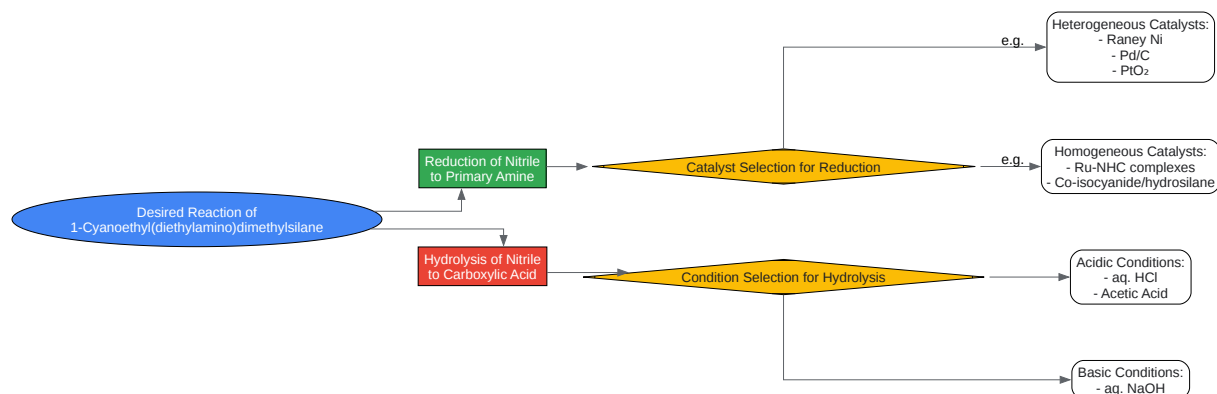 Heterogeneous Catalysts:
- Raney Ni
- Pd/C
- PtO₂
e.g.
Reduction of Nitrile
to Primary Amine
Catalyst Selection for Reduction
e.g.
Homogeneous Catalysts:
- Ru-NHC complexes
- Co-isocyanide/hydrosilane
Desired Reaction of
1-Cyanoethyl(diethylamino)dimethylsilane
Hydrolysis of Nitrile
to Carboxylic Acid
Condition Selection for Hydrolysis
Acidic Conditions:
- aq. HCl
- Acetic Acid
Basic Conditions:
- aq. NaOH